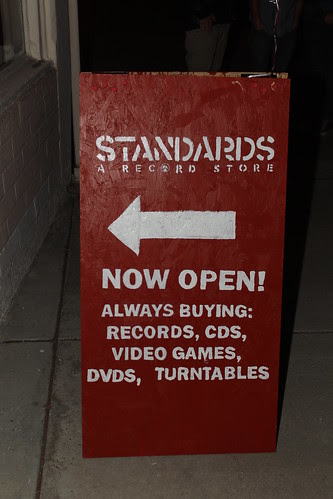 STANDARDS
A RECORD STORE
NOW OPEN!
ALWAYS BUYING:
RECORDS, CDS,
VIDEO GAMES,
DVDS, TURNTABLES